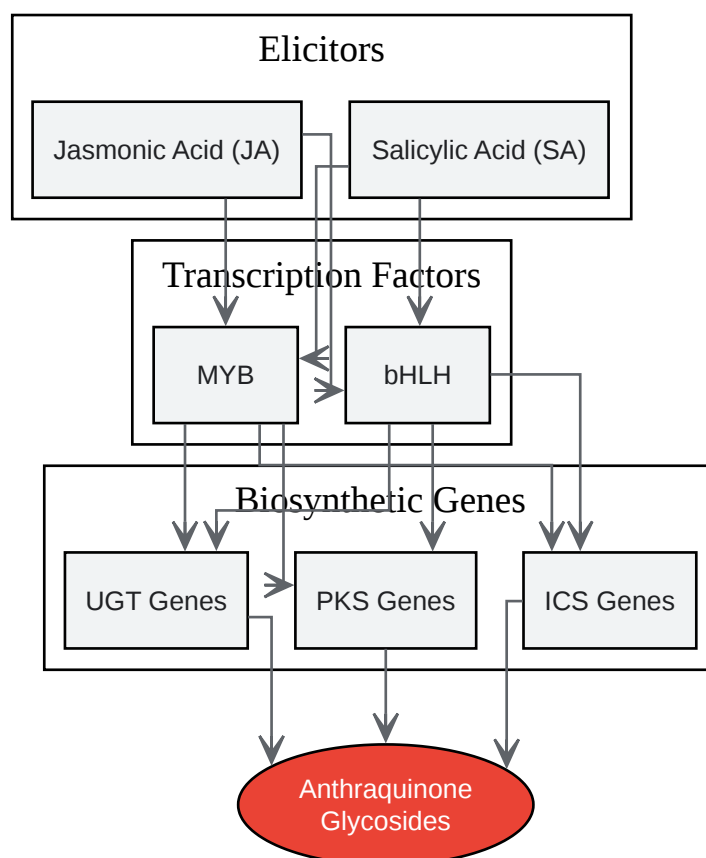 Elicitors
Jasmonic Acid (JA)
Salicylic Acid (SA)
Transcription Factors
MYB
bHLH
Biosynthetic Genes
UGT Genes
PKS Genes
ICS Genes
Anthraquinone
Glycosides